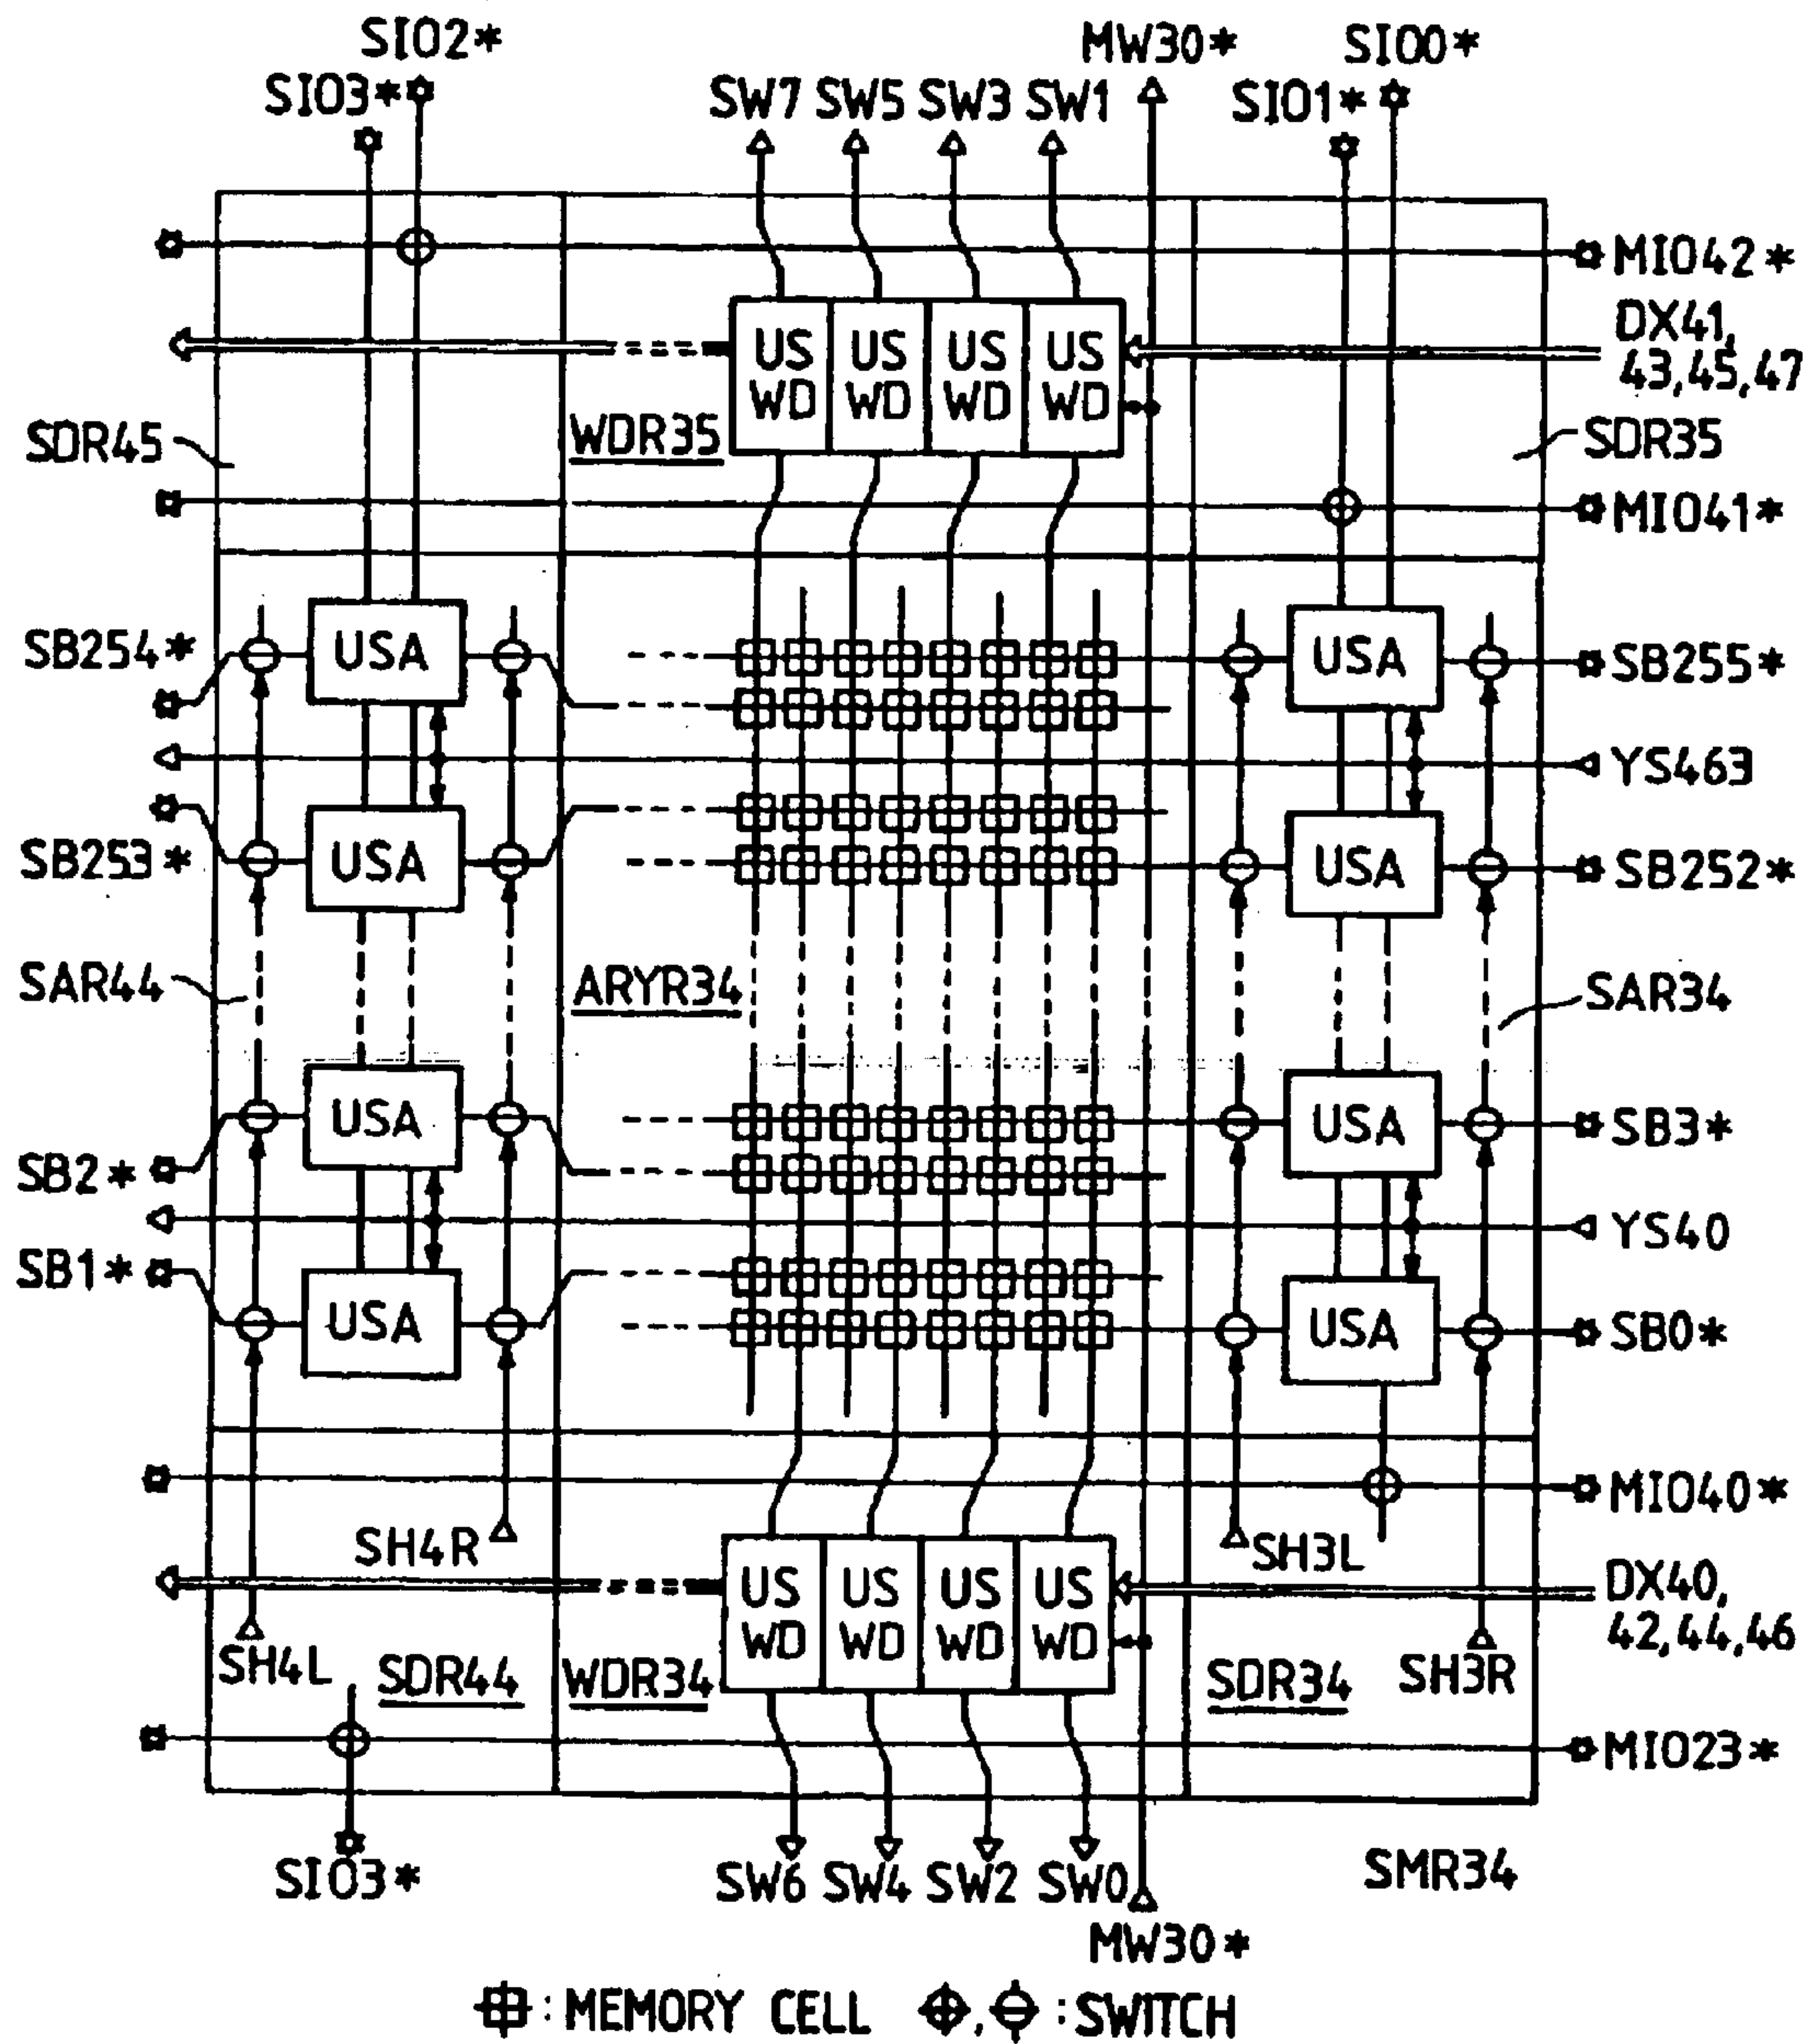 SIO2*
MW30*
SIO0*
SIO3*
SW7 SW5 SW3 SW1
SIO1*
MIO42*
US WD
US WD
US WD
US WD
DX41,
43,45,47
SDR45
WDR35
SDR35
MIO41*
SB254*
USA
USA
SB255*
YS463
SB253*
USA
USA
SB252*
SAR44
ARYR34
SAR34
USA
USA
SB3*
SB2*
YS40
SB1*
USA
USA
SB0*
MIO40*
SH4R
SH3L
US WD
US WD
US WD
US WD
DX40,
42,44,46
SH4L
SDR44
WDR34
SDR34
SH3R
MIO23*
SIO3*
SW6 SW4 SW2 SW0
SMR34
MW30*
: MEMORY CELL , : SWITCH